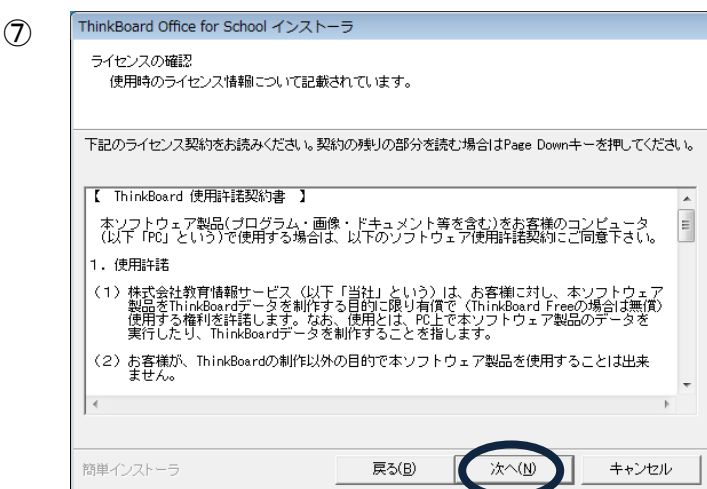 ⑦
ThinkBoard Office for School インストーラ
ライセンスの確認
使用時のライセンス情報について記載されています。
下記のライセンス契約をお読みください。契約の残りの部分を読む場合はPage Downキーを押してください。
【 ThinkBoard 使用許諾契約書 】
本ソフトウェア製品(プログラム・画像・ドキュメント等を含む)をお客様のコンピュータ
(以下「PC」という)で使用する場合は、以下のソフトウェア使用許諾契約にご同意下さい。
1. 使用許諾
(1) 株式会社教育情報サービス (以下「当社」という) は、お客様に対し、本ソフトウェア
製品をThinkBoardデータを制作する目的に限り有償で (ThinkBoard Freeの場合は無償)
使用する権利を許諾します。なお、使用とは、PC上で本ソフトウェア製品のデータを
実行したり、ThinkBoardデータを制作することを指します。
(2) お客様が、ThinkBoardの制作以外の目的で本ソフトウェア製品を使用することは出来
ません。
簡単インストーラ
戻る(B)
次へ(N)
キャンセル